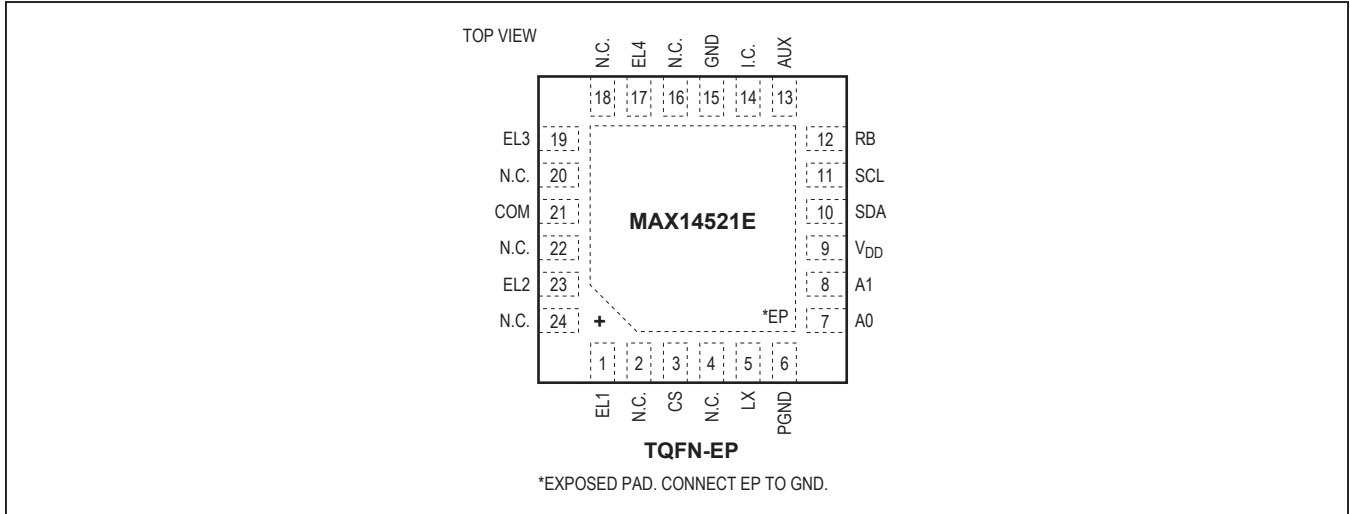 TOP VIEW
N.C.
EL4
N.C.
GND
I.C.
AUX
18 17 16 15 14 13
EL3 19
12 RB
N.C. 20
11 SCL
COM 21
10 SDA
MAX14521E
N.C. 22
9 VDD
EL2 23
8 A1
N.C. 24
+
*EP
7 A0
1 2 3 4 5 6
EL1
N.C.
CS
N.C.
LX
PGND
TQFN-EP
*EXPOSED PAD. CONNECT EP TO GND.